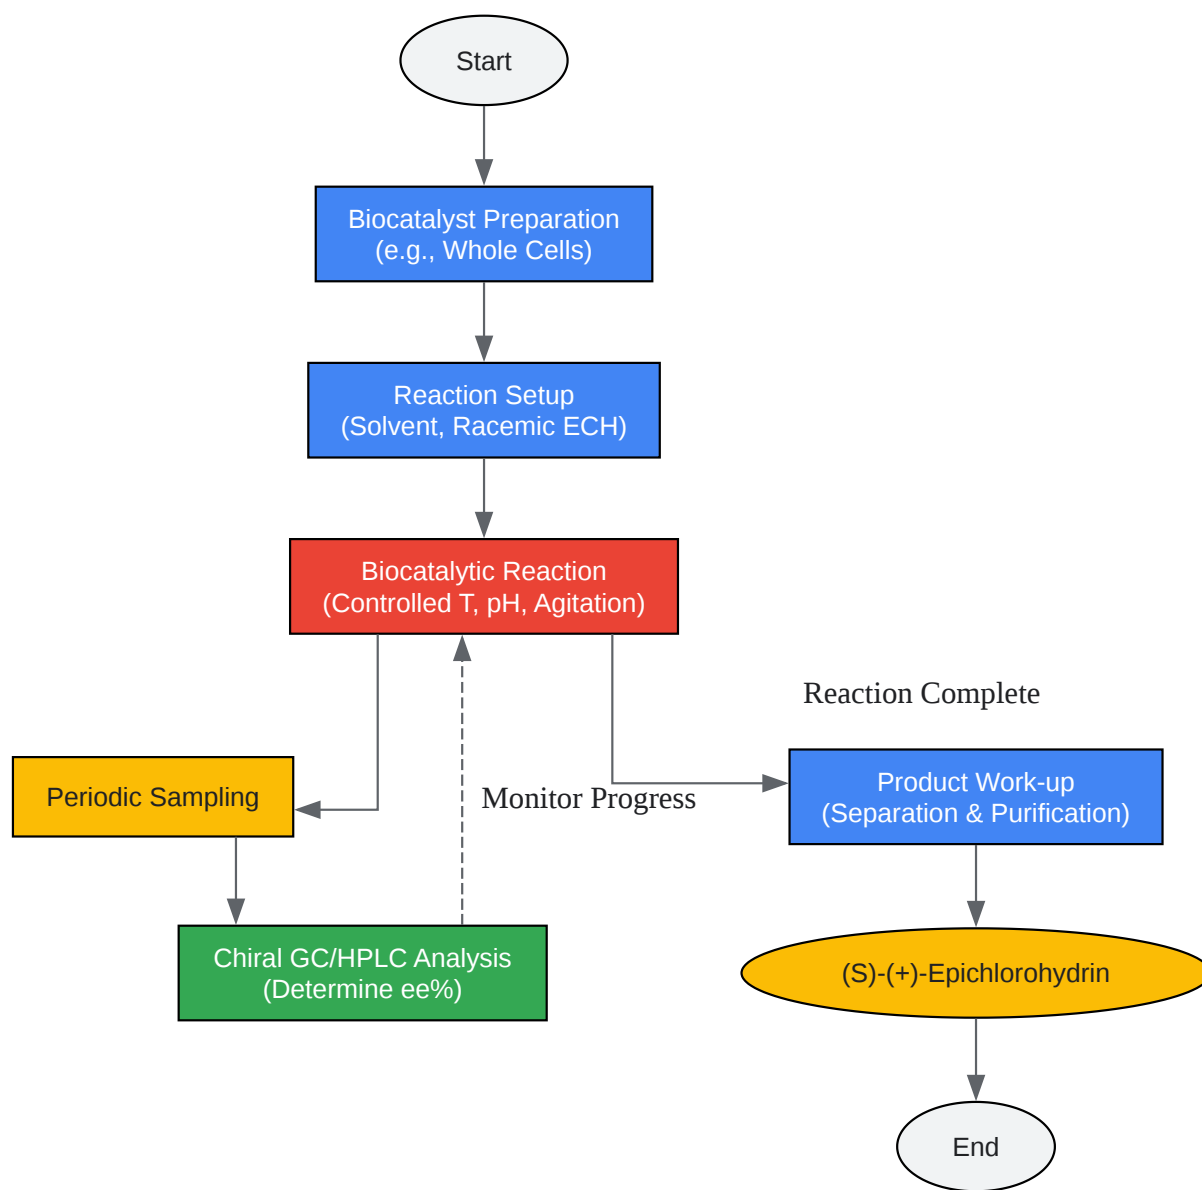 Start
Biocatalyst Preparation
(e.g., Whole Cells)
Reaction Setup
(Solvent, Racemic ECH)
Biocatalytic Reaction
(Controlled T, pH, Agitation)
Reaction Complete
Periodic Sampling
Monitor Progress
Product Work-up
(Separation & Purification)
Chiral GC/HPLC Analysis
(Determine ee%)
(S)-(+)-Epichlorohydrin
End